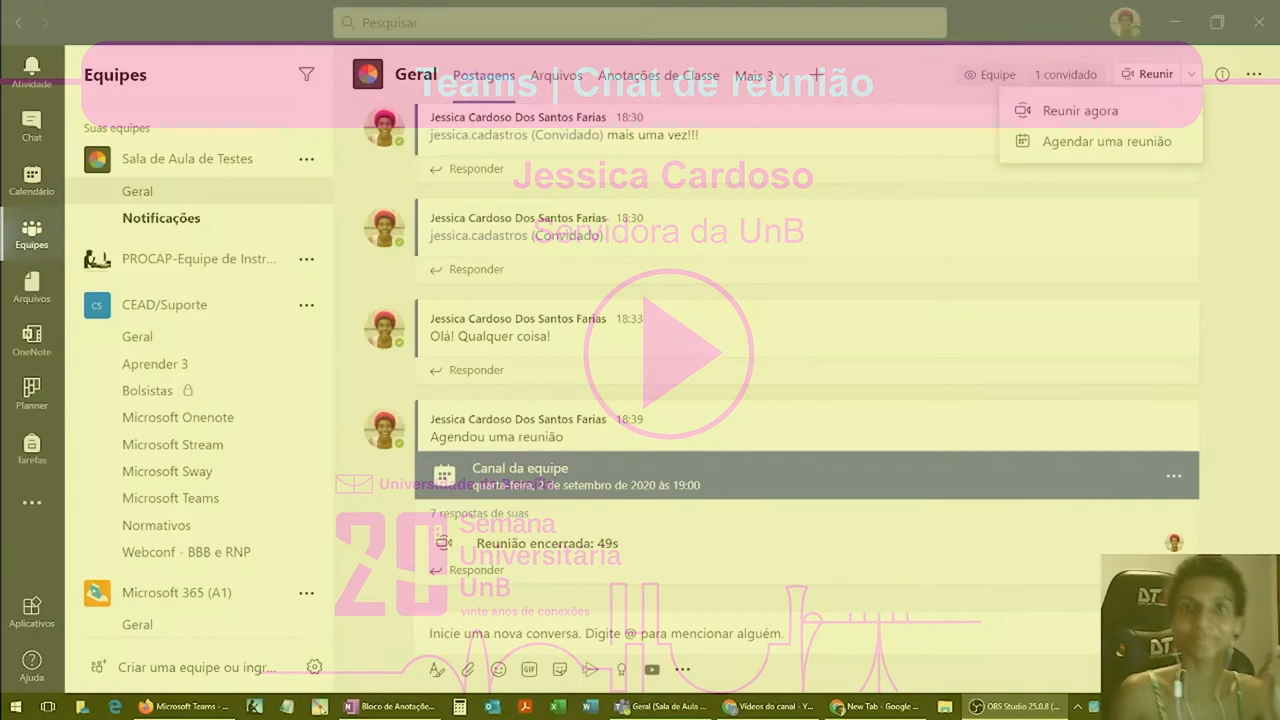 Pesquisar
Atividade
Chat
Calendário
Equipes
Arquivos
OneNote
Planner
Tarefas
Aplicativos
Ajuda
Equipes
Suas equipes
Sala de Aula de Testes
Geral
Notificações
PROCAP-Equipe de Instr...
CS
CEAD/Suporte
Geral
Aprender 3
Bolsistas
Microsoft Onenote
Microsoft Stream
Microsoft Sway
Microsoft Teams
Normativos
Webconf - BBB e RNP
Microsoft 365 (A1)
Geral
Criar uma equipe ou ingr...
Geral Postagens Arquivos Anotações de Classe Mais 3
Equipe 1 convidado Reunir
Reunir agora
Agendar uma reunião
Teams | Chat de reunião
Jessica Cardoso
Servidora da UnB
Jessica Cardoso Dos Santos Farias 18:30
jessica.cadastros (Convidado) mais uma vez!!!
Responder
Jessica Cardoso Dos Santos Farias 18:30
jessica.cadastros (Convidado)
Responder
Jessica Cardoso Dos Santos Farias 18:33
Olá! Qualquer coisa!
Responder
Jessica Cardoso Dos Santos Farias 18:39
Agendou uma reunião
Canal da equipe
quarta-feira, 2 de setembro de 2020 às 19:00
7 respostas de suas
Reunião encerrada: 49s
Responder
Universidade de Brasília
20ª Semana
Universitária
UnB
vinte anos de conexões
Inicie uma nova conversa. Digite @ para mencionar alguém.
GIF
Microsoft Teams - ...
Bloco de Anotaçõe...
Geral (Sala de Aula ...
Vídeos do canal - Y...
New Tab - Google ...
OBS Studio 25.0.8 (...